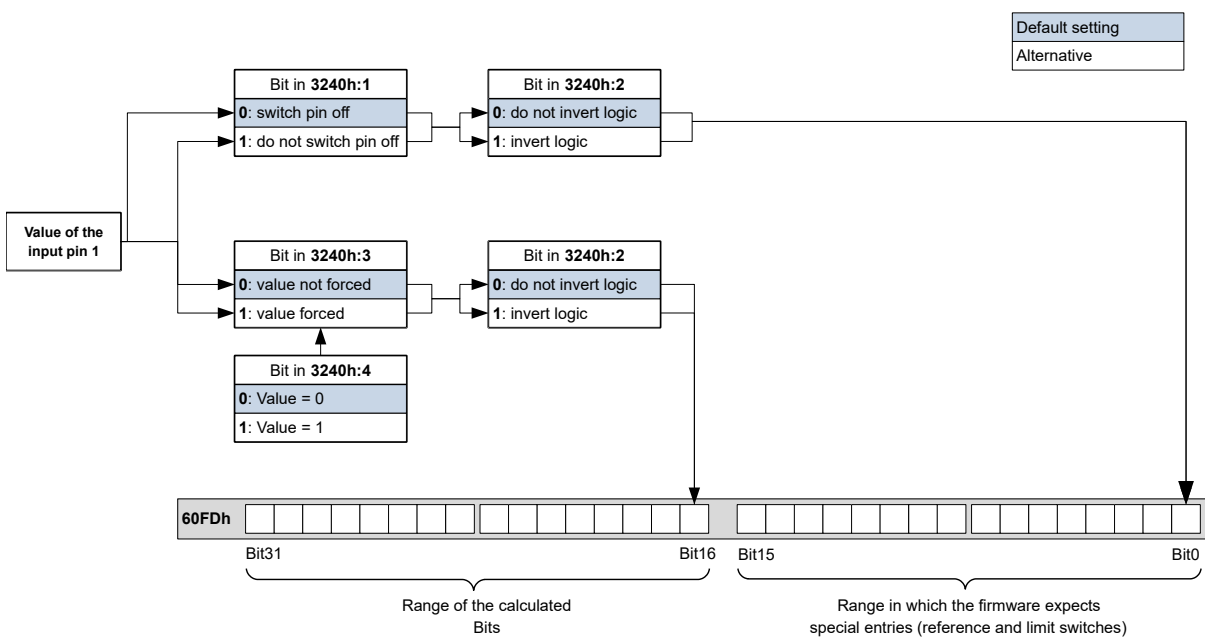 Default setting
Alternative
Bit in 3240h:1
0: switch pin off
1: do not switch pin off
Bit in 3240h:2
0: do not invert logic
1: invert logic
Value of the
input pin 1
Bit in 3240h:3
0: value not forced
1: value forced
Bit in 3240h:2
0: do not invert logic
1: invert logic
Bit in 3240h:4
0: Value = 0
1: Value = 1
60FDh
Bit31
Bit16
Bit15
Bit0
Range of the calculated
Bits
Range in which the firmware expects
special entries (reference and limit switches)